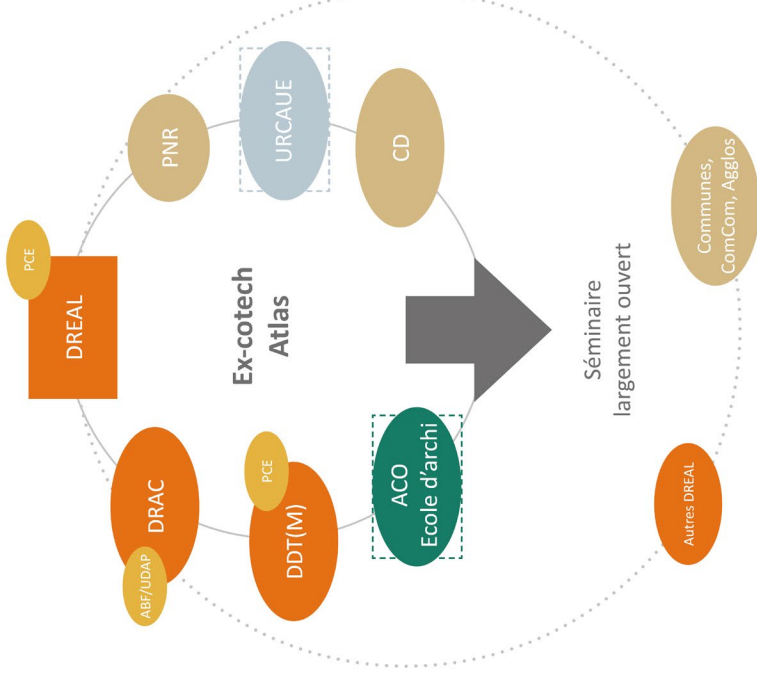 PCE
DREAL
PNR
URCAUE
CD
DRAC
ABF/UDAP
PCE
DDT(M)
ACO
Ecole d'archi
Ex-cotech
Atlas
Séminaire
largement ouvert
Communes,
ComCom, Agglos
Autres DREAL